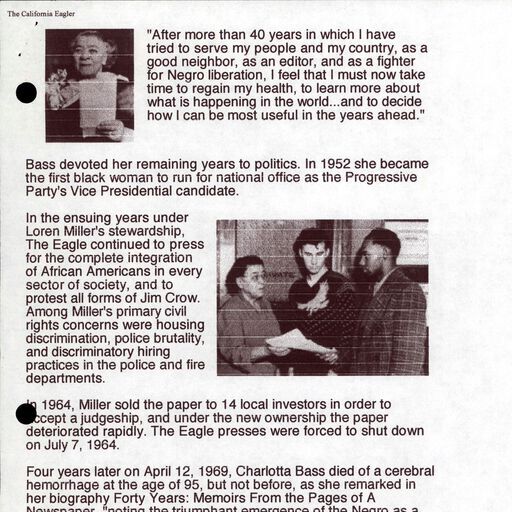 The California Eagler
"After more than 40 years in which I have
tried to serve my people and my country, as a
good neighbor, as an editor, and as a fighter
for Negro liberation, I feel that I must now take
time to regain my health, to learn more about
what is happening in the world...and to decide
how I can be most useful in the years ahead."
Bass devoted her remaining years to politics. In 1952 she became
the first black woman to run for national office as the Progressive
Party's Vice Presidential candidate.
In the ensuing years under
Loren Miller's stewardship,
The Eagle continued to press
for the complete integration
of African Americans in every
sector of society, and to
protest all forms of Jim Crow.
Among Miller's primary civil
rights concerns were housing
discrimination, police brutality,
and discriminatory hiring
practices in the police and fire
departments.
In 1964, Miller sold the paper to 14 local investors in order to
accept a judgeship, and under the new ownership the paper
deteriorated rapidly. The Eagle presses were forced to shut down
on July 7, 1964.
Four years later on April 12, 1969, Charlotta Bass died of a cerebral
hemorrhage at the age of 95, but not before, as she remarked in
her biography Forty Years: Memoirs From the Pages of A
Newspaper, "noting the triumphant emergence of the Negro as a